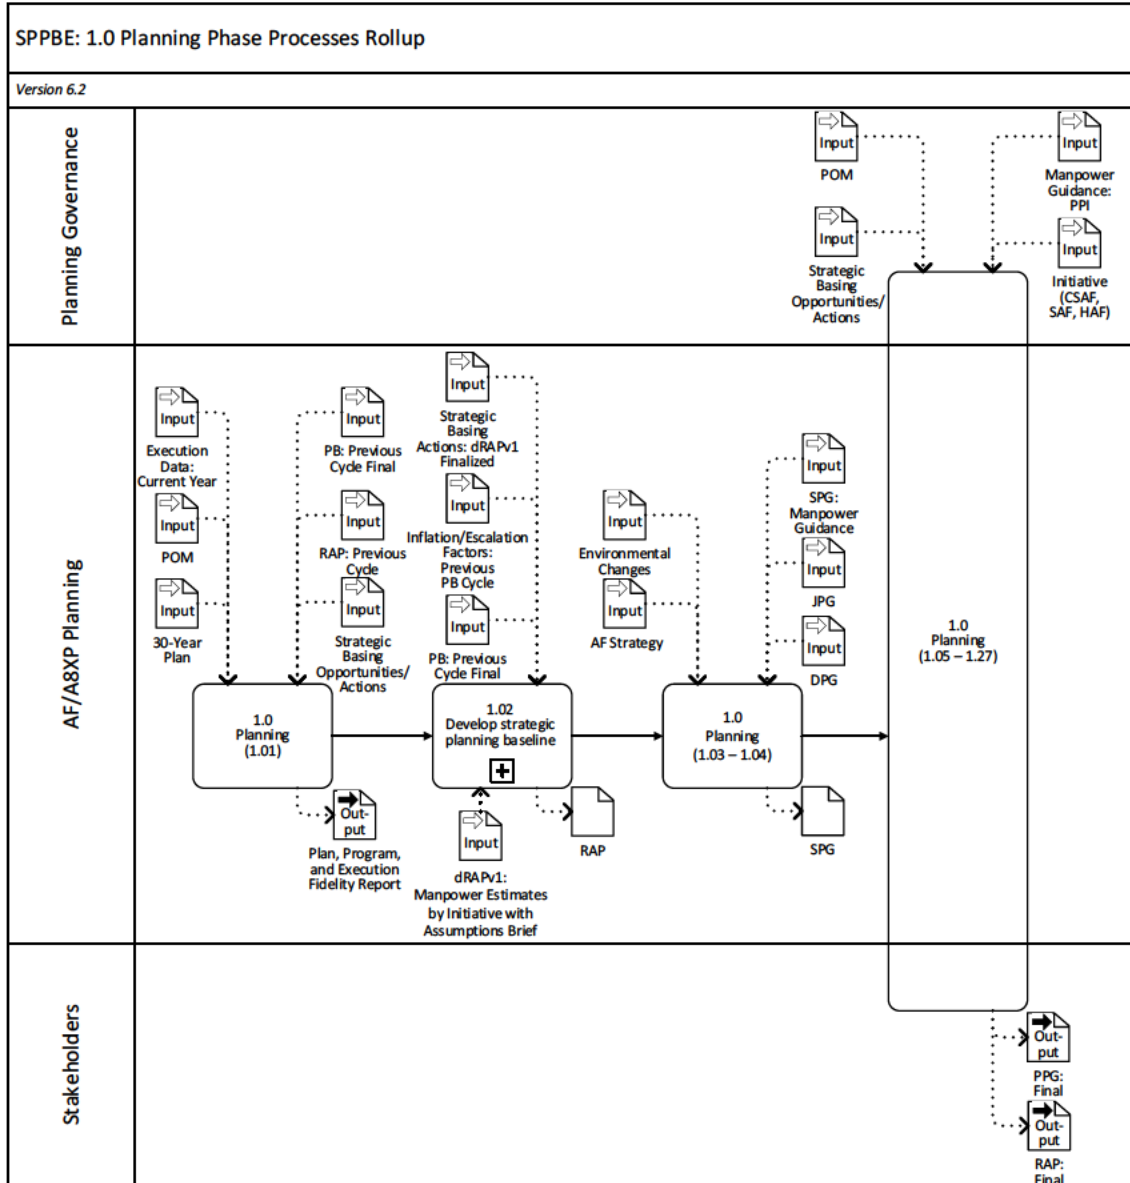 SPPBE: 1.0 Planning Phase Processes Rollup
Version 6.2
Planning Governance
Input
POM
Input
Strategic
Basing
Opportunities/
Actions
Input
Manpower
Guidance:
PPI
Input
Initiative
(CSAF,
SAF, HAF)
AF/A8XP Planning
Input
Execution
Data:
Current Year
Input
POM
Input
30-Year
Plan
Input
PB: Previous
Cycle Final
Input
RAP: Previous
Cycle
Input
Strategic
Basing
Opportunities/
Actions
Input
Strategic
Basing
Actions: dRAPv1
Finalized
Input
Inflation/Escalation
Factors:
Previous
PB Cycle
Input
PB: Previous
Cycle Final
Input
Environmental
Changes
Input
AF Strategy
Input
SPG:
Manpower
Guidance
Input
JPG
Input
DPG
1.0
Planning
(1.01)
1.02
Develop strategic
planning baseline
1.0
Planning
(1.03 – 1.04)
1.0
Planning
(1.05 – 1.27)
Out-
put
Plan, Program,
and Execution
Fidelity Report
Input
dRAPv1:
Manpower Estimates
by Initiative with
Assumptions Brief
RAP
SPG
Stakeholders
Out-
put
PPG:
Final
Out-
put
RAP:
Final